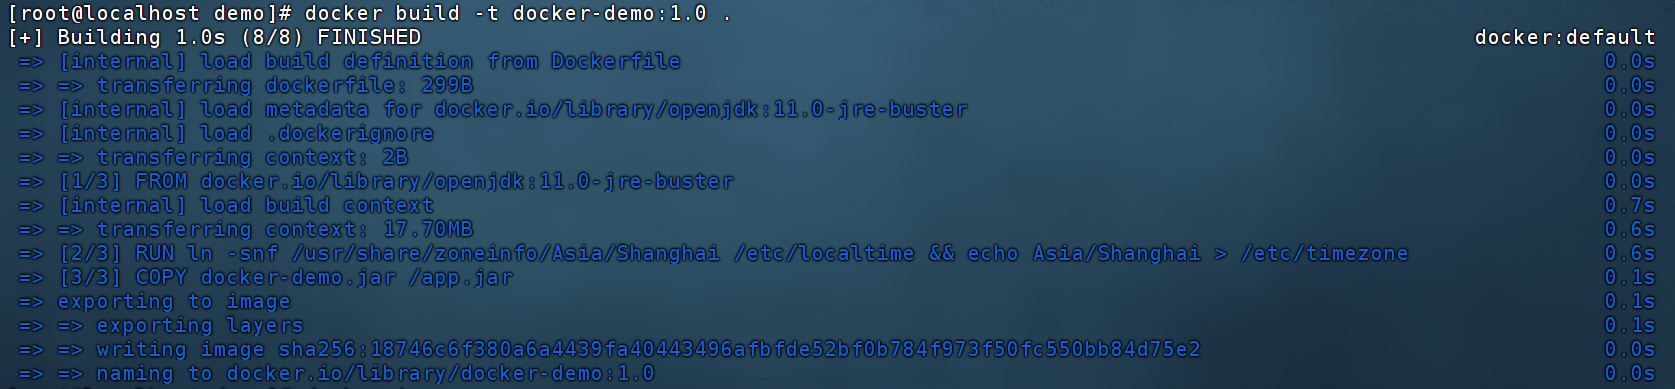 [root@localhost demo]# docker build -t docker-demo:1.0 .
[+] Building 1.0s (8/8) FINISHED docker:default
=> [internal] load build definition from Dockerfile 0.0s
=> => transferring dockerfile: 299B 0.0s
=> [internal] load metadata for docker.io/library/openjdk:11.0-jre-buster 0.0s
=> [internal] load .dockerignore 0.0s
=> => transferring context: 2B 0.0s
=> [1/3] FROM docker.io/library/openjdk:11.0-jre-buster 0.0s
=> [internal] load build context 0.7s
=> => transferring context: 17.70MB 0.6s
=> [2/3] RUN ln -snf /usr/share/zoneinfo/Asia/Shanghai /etc/localtime && echo Asia/Shanghai > /etc/timezone 0.6s
=> [3/3] COPY docker-demo.jar /app.jar 0.1s
=> exporting to image 0.1s
=> => exporting layers 0.1s
=> => writing image sha256:18746c6f380a6a4439fa40443496afbfde52bf0b784f973f50fc550bb84d75e2 0.0s
=> => naming to docker.io/library/docker-demo:1.0 0.0s